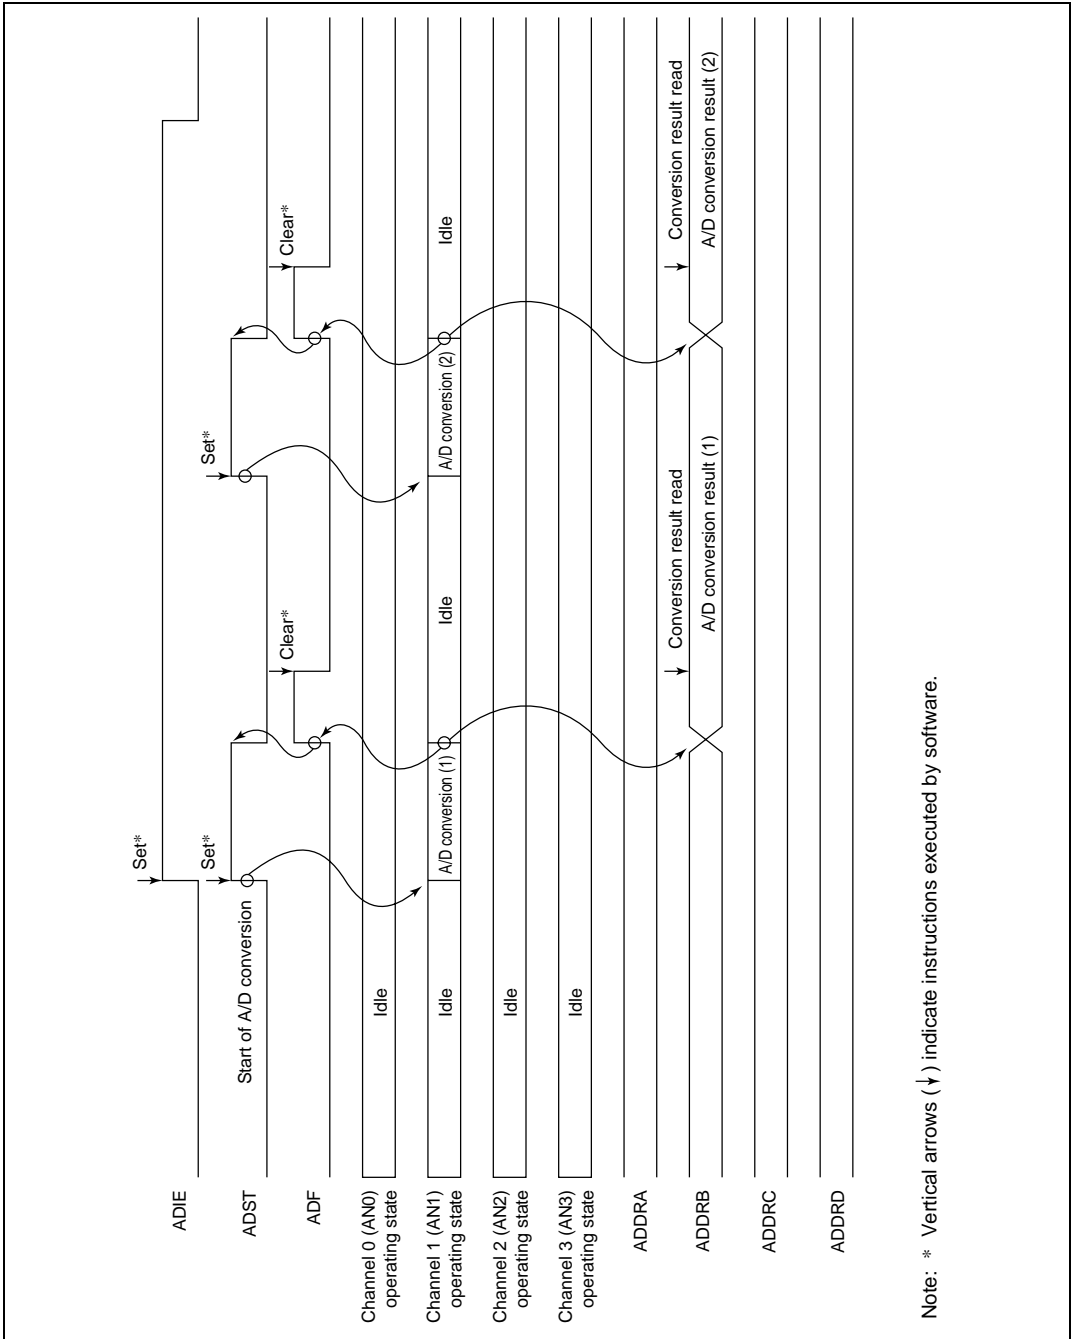 ADIE
Set*
ADST
Start of A/D conversion
Set*
Set*
ADF
Clear*
Clear*
Channel 0 (AN0)
operating state
Idle
Channel 1 (AN1)
operating state
Idle
A/D conversion (1)
Idle
A/D conversion (2)
Idle
Channel 2 (AN2)
operating state
Idle
Channel 3 (AN3)
operating state
Idle
ADDRA
Conversion result read
Conversion result read
ADDRB
A/D conversion result (1)
A/D conversion result (2)
ADDRC
ADDRD
Note: * Vertical arrows (↓) indicate instructions executed by software.